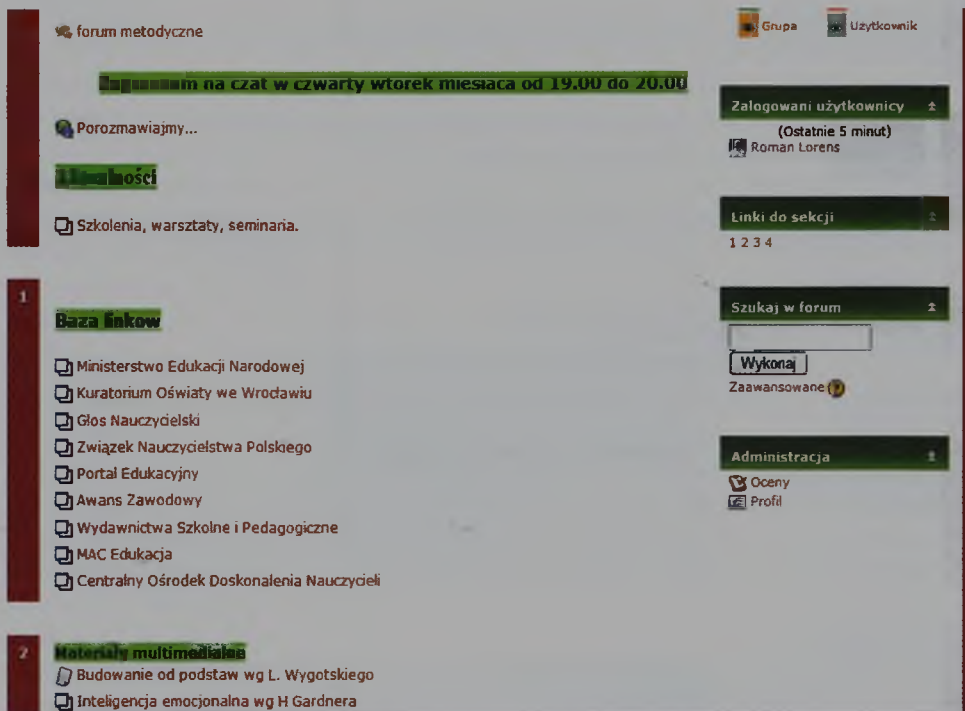 forum metodyczne
na czat w czwarty wtorek miesiąca od 19.00 do 20.00
Porozmawiajmy...
Szkolenia, warsztaty, seminaria.
1
Baza linkow
Ministerstwo Edukacji Narodowej
Kuratorium Oświaty we Wrocławiu
Głos Nauczycielski
Związek Nauczycielstwa Polskiego
Portal Edukacyjny
Awans Zawodowy
Wydawnictwa Szkolne i Pedagogiczne
MAC Edukacja
Centralny Ośrodek Doskonalenia Nauczycieli
2
Materiały multimedialne
Budowanie od podstaw wg L. Wygotskiego
Inteligencja emocjonalna wg H Gardnera
Grupa
Użytkownik
Zalogowani użytkownicy
(Ostatnie 5 minut)
Roman Lorens
Linki do sekcji
1 2 3 4
Szukaj w forum
Wykonaj
Zaawansowane
Administracja
Oceny
Profil